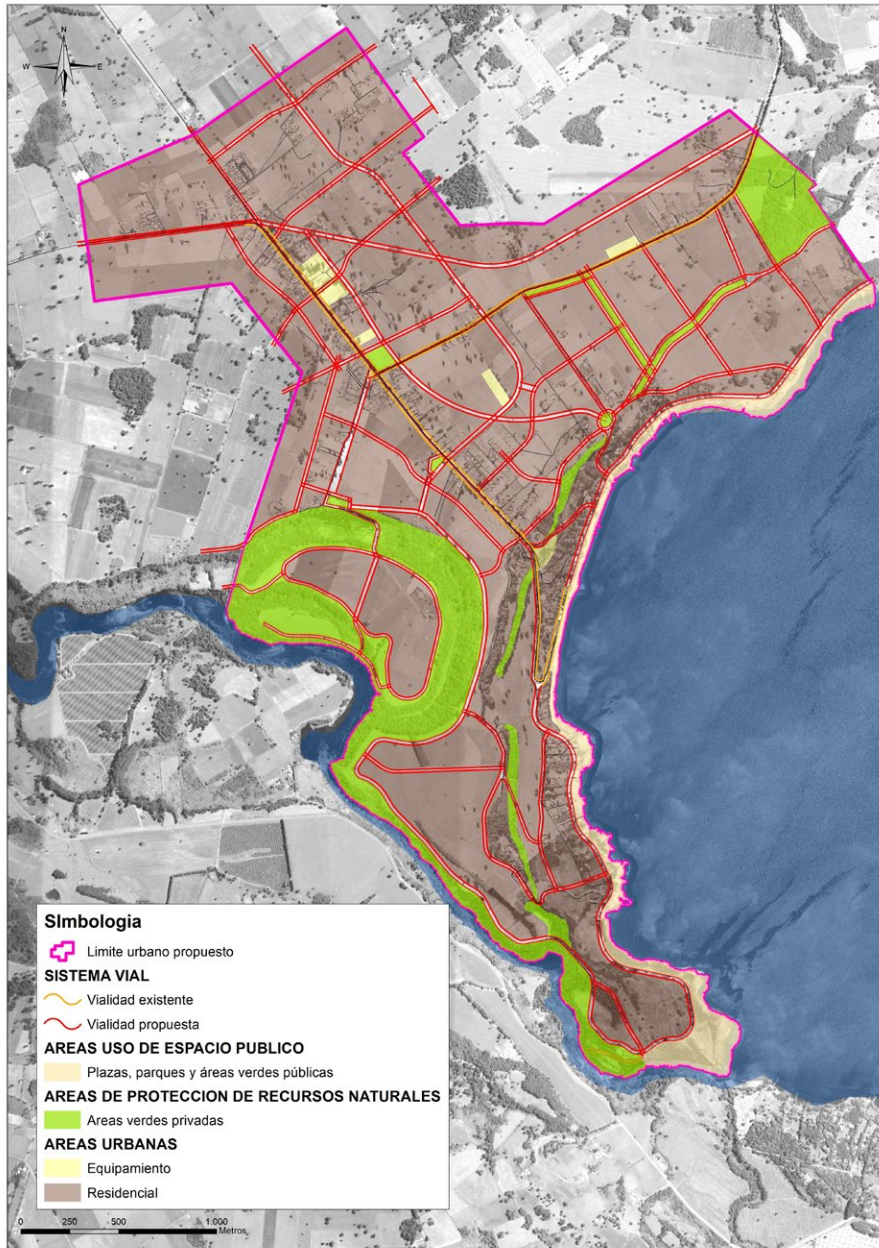 N
W
E
S
SImbologia
Limite urbano propuesto
SISTEMA VIAL
Vialidad existente
Vialidad propuesta
AREAS USO DE ESPACIO PUBLICO
Plazas, parques y áreas verdes públicas
AREAS DE PROTECCION DE RECURSOS NATURALES
Areas verdes privadas
AREAS URBANAS
Equipamiento
Residencial
0 250 500 1.000
Metros